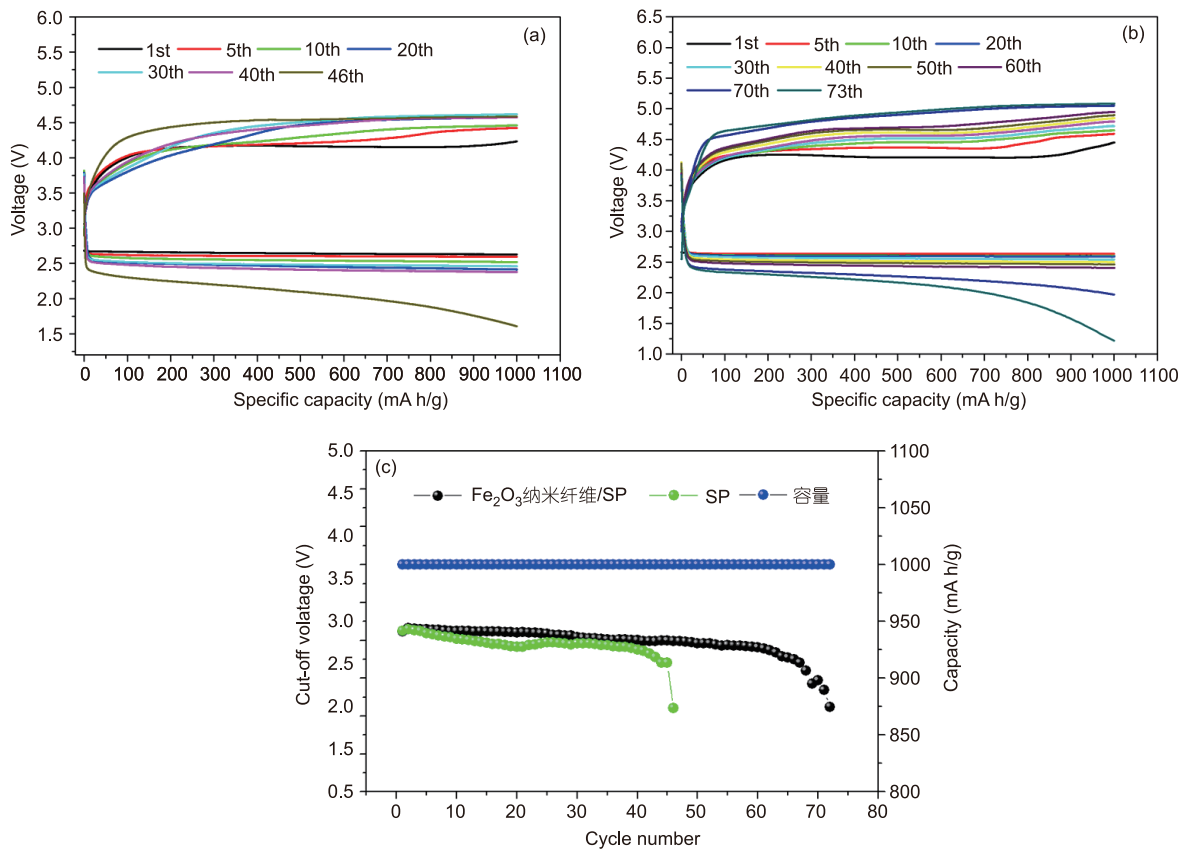 (a)
1st 5th 10th 20th
30th 40th 46th
6.0
5.5
5.0
4.5
4.0
3.5
3.0
2.5
2.0
1.5
Voltage (V)
0 100 200 300 400 500 600 700 800 900 1000 1100
Specific capacity (mA h/g)
(b)
1st 5th 10th 20th
30th 40th 50th 60th
70th 73th
6.5
6.0
5.5
5.0
4.5
4.0
3.5
3.0
2.5
2.0
1.5
1.0
Voltage (V)
0 100 200 300 400 500 600 700 800 900 1000 1100
Specific capacity (mA h/g)
(c)
Fe₂O₃纳米纤维/SP SP 容量
5.0
4.5
4.0
3.5
3.0
2.5
2.0
1.5
0.5
Cut-off volatage (V)
1100
1050
1000
950
900
850
800
Capacity (mA h/g)
0 10 20 30 40 50 60 70 80
Cycle number